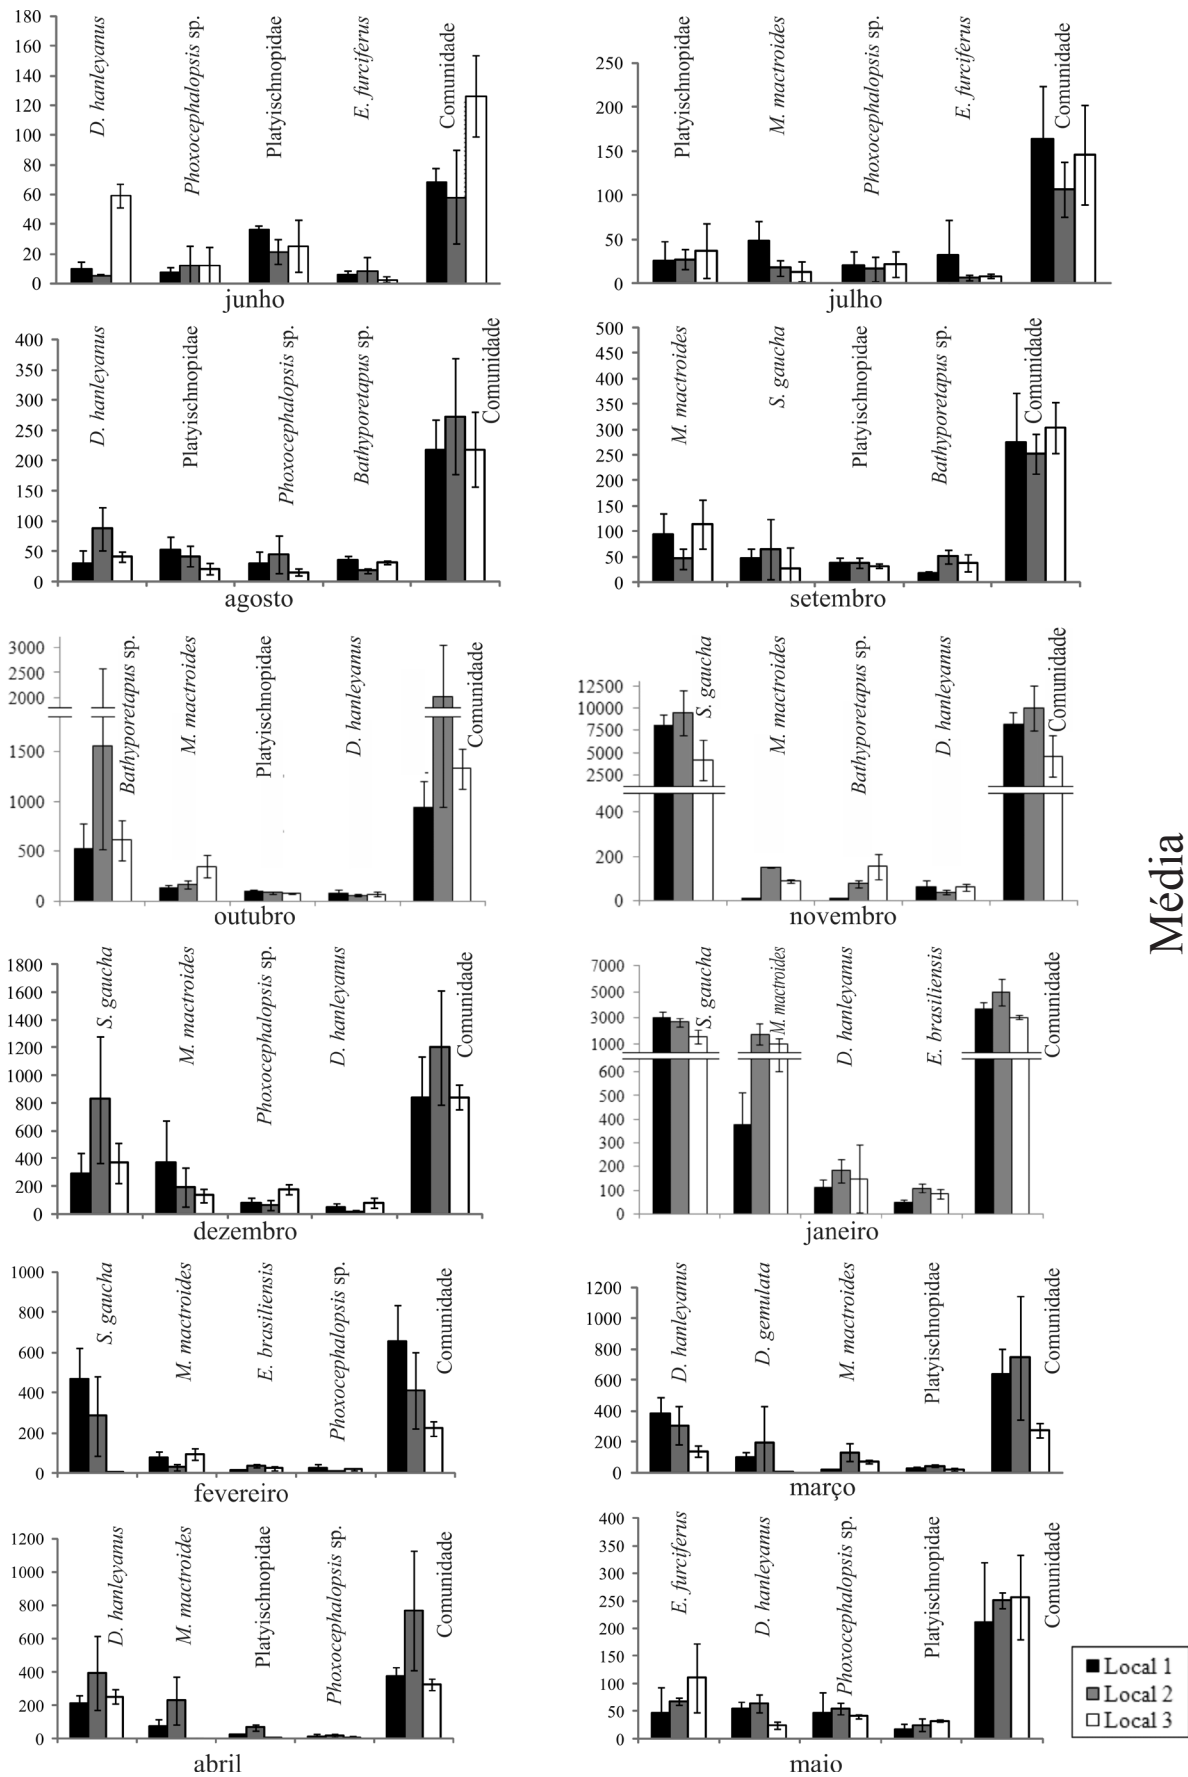 180
160
140
120
100
80
60
40
20
0
D. hanleyanus
Phoxocephalopsis sp.
Platyischnopidae
E. furciferus
Comunidade
junho
250
200
150
100
50
0
Platyischnopidae
M. mactroides
Phoxocephalopsis sp.
E. furciferus
Comunidade
julho
400
350
300
250
200
150
100
50
0
D. hanleyanus
Platyischnopidae
Phoxocephalopsis sp.
Bathyporetapus sp.
Comunidade
agosto
500
450
400
350
300
250
200
150
100
50
0
M. mactroides
S. gaucha
Platyischnopidae
Bathyporetapus sp.
Comunidade
setembro
3000
2500
2000
1500
1000
500
0
Bathyporetapus sp.
M. mactroides
Platyischnopidae
D. hanleyanus
Comunidade
outubro
12500
10000
7500
5000
2500
400
200
0
S. gaucha
M. mactroides
Bathyporetapus sp.
D. hanleyanus
Comunidade
novembro
Média
1800
1600
1400
1200
1000
800
600
400
200
0
S. gaucha
M. mactroides
Phoxocephalopsis sp.
D. hanleyanus
Comunidade
dezembro
7000
5000
3000
1000
600
500
400
300
200
100
0
S. gaucha
M. mactroides
D. hanleyanus
E. brasiliensis
Comunidade
janeiro
1000
800
600
400
200
0
S. gaucha
M. mactroides
E. brasiliensis
Phoxocephalopsis sp.
Comunidade
fevereiro
1200
1000
800
600
400
200
0
D. hanleyanus
D. gemulata
M. mactroides
Platyischnopidae
Comunidade
março
1200
1000
800
600
400
200
0
D. hanleyanus
M. mactroides
Platyischnopidae
Phoxocephalopsis sp.
Comunidade
abril
400
350
300
250
200
150
100
50
0
E. furciferus
D. hanleyanus
Phoxocephalopsis sp.
Platyischnopidae
Comunidade
maio
Local 1
Local 2
Local 3